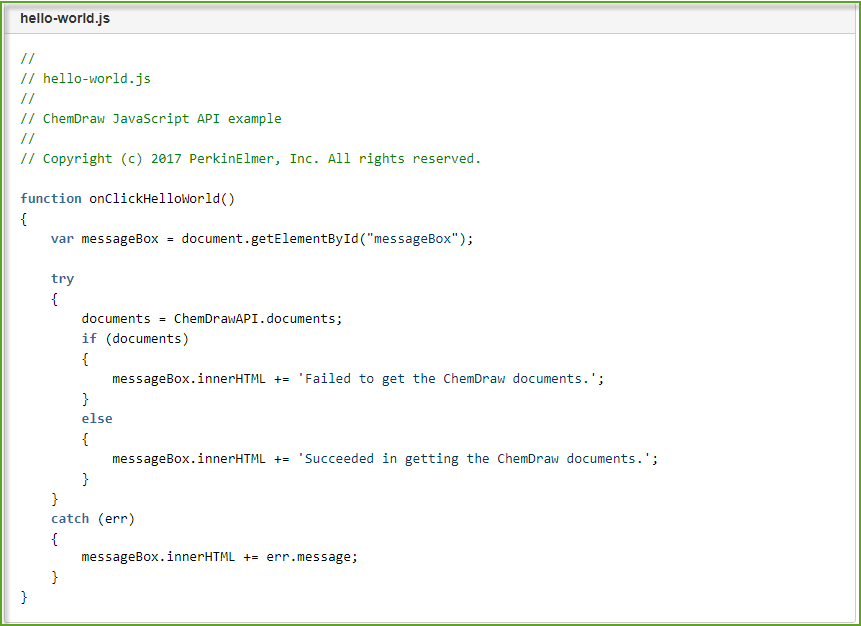 hello-world.js
//
// hello-world.js
//
// ChemDraw JavaScript API example
//
// Copyright (c) 2017 PerkinElmer, Inc. All rights reserved.
function onClickHelloWorld()
{
var messageBox = document.getElementById("messageBox");
try
{
documents = ChemDrawAPI.documents;
if (documents)
{
messageBox.innerHTML += 'Failed to get the ChemDraw documents.';
}
else
{
messageBox.innerHTML += 'Succeeded in getting the ChemDraw documents.';
}
}
catch (err)
{
messageBox.innerHTML += err.message;
}
}